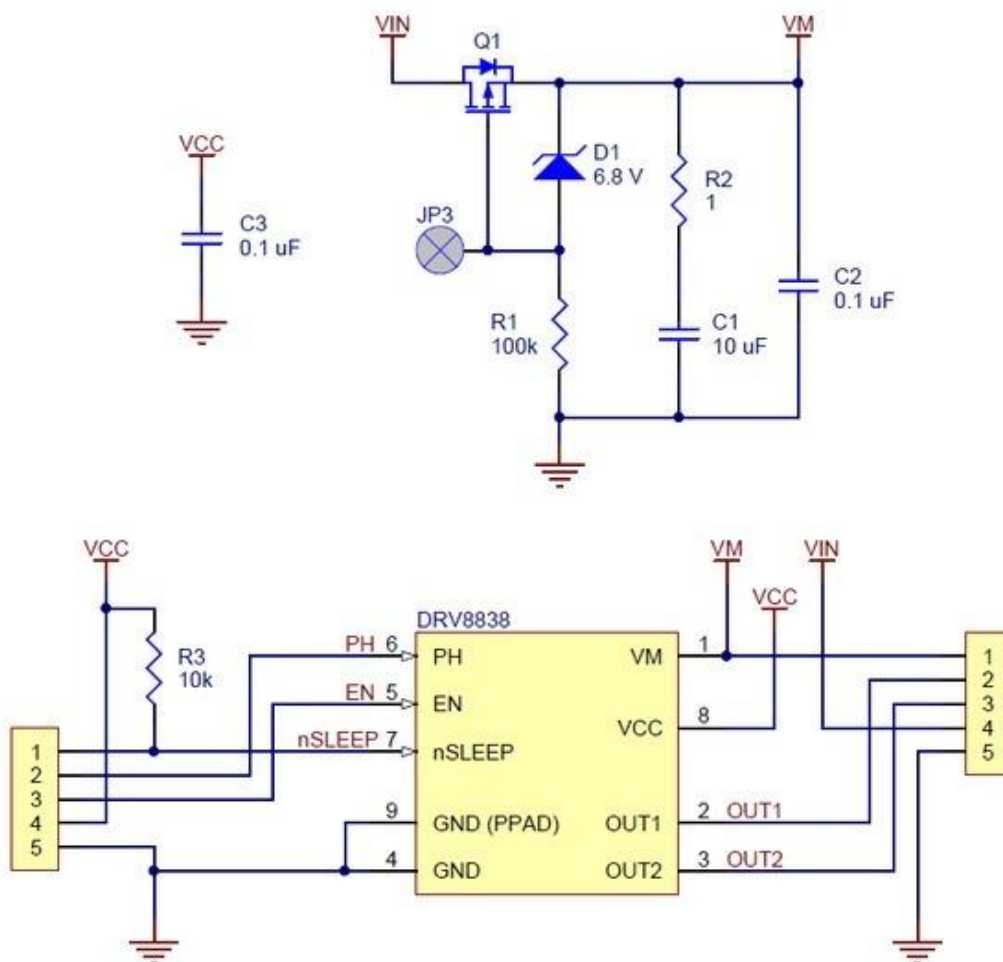 VIN
VM
Q1
VCC
D1
6.8 V
R2
1
C3
0.1 uF
JP3
C2
0.1 uF
R1
100k
C1
10 uF
VCC
VM
VIN
VCC
DRV8838
R3
10k
PH 6 PH
VM 1
EN 5 EN
VCC 8
nSLEEP 7 nSLEEP
9 GND (PPAD)
OUT1 2 OUT1
4 GND
OUT2 3 OUT2
1
2
3
4
5
1
2
3
4
5